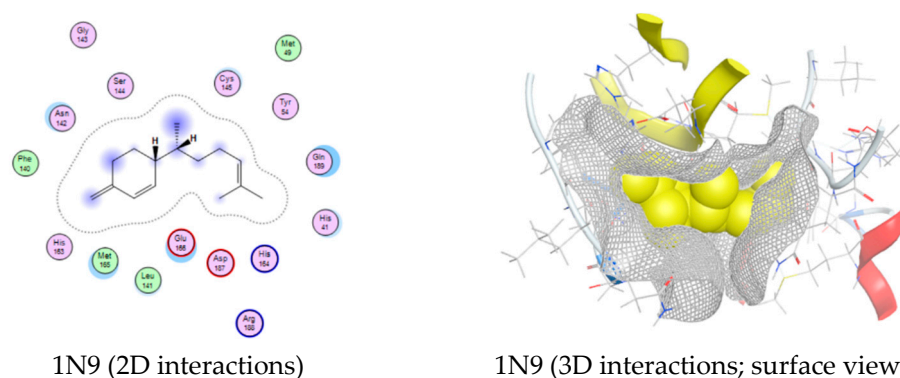 Gly
143
Met
49
Ser
144
Cys
145
Asn
142
Tyr
54
H
H
Phe
140
Gln
189
His
41
His
163
Glu
166
Met
165
Asp
187
His
164
Leu
141
Arg
188
1N9 (2D interactions)
1N9 (3D interactions; surface view